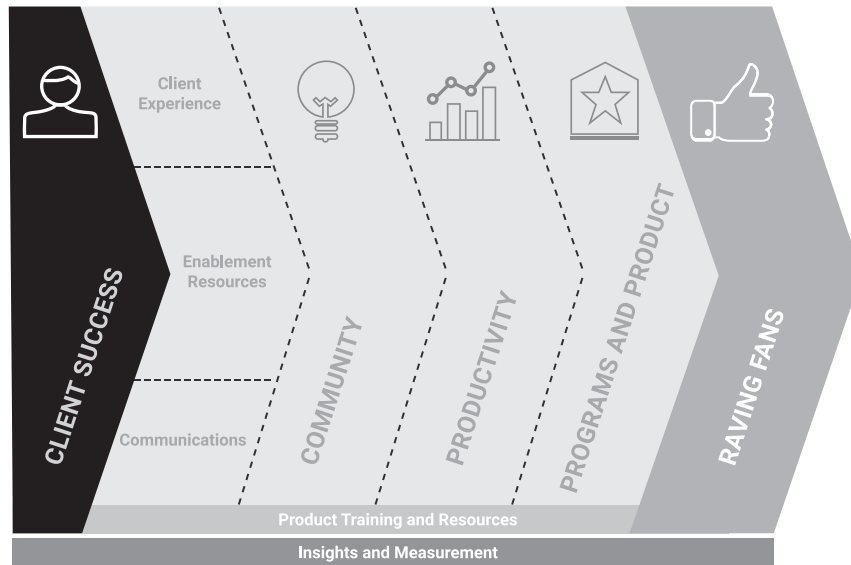 CLIENT SUCCESS
Client
Experience
Enablement
Resources
Communications
COMMUNITY
PRODUCTIVITY
PROGRAMS AND PRODUCT
RAVING FANS
Product Training and Resources
Insights and Measurement